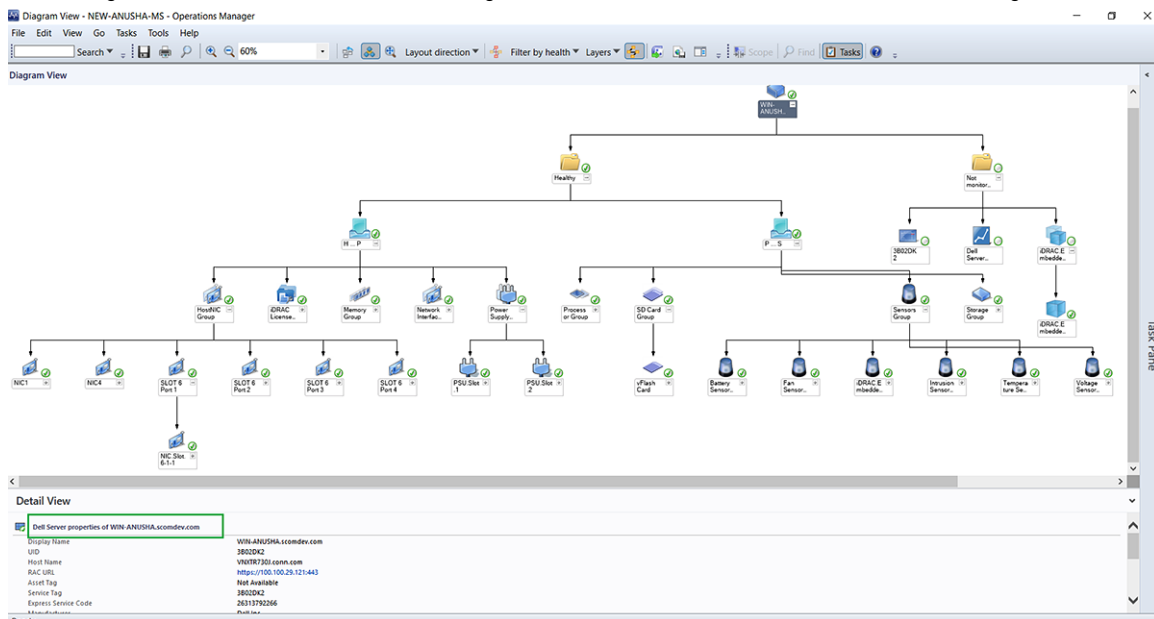 Diagram View - NEW-ANUSHA-MS - Operations Manager
File Edit View Go Tasks Tools Help
Search 60% Layout direction Filter by health Layers Scope Find Tasks
Diagram View
WIN-
ANUSH..
Healthy
Not
monitor..
H ... P
P ... S
3B02DK
2
Dell
Server...
iDRAC.E
mbedde..
HostNIC
Group
iDRAC
License..
Memory
Group
Network
Interfac..
Power
Supply..
Process
or Group
SD Card
Group
Sensors
Group
Storage
Group
iDRAC.E
mbedde..
NIC1
NIC4
SLOT 6
Port 1
SLOT 6
Port 2
SLOT 6
Port 3
SLOT 6
Port 4
PSU.Slot
.1
PSU.Slot
.2
vFlash
Card
Battery
Sensor..
Fan
Sensor..
iDRAC.E
mbedde..
Intrusion
Sensor..
Tempera
ture Se..
Voltage
Sensor..
NIC.Slot.
6-1-1
Task Pane
Detail View
Dell Server properties of WIN-ANUSHA.scomdev.com
Display Name WIN-ANUSHA.scomdev.com
UID 3B02DK2
Host Name VNXTR730J.conn.com
RAC URL https://100.100.29.121:443
Asset Tag Not Available
Service Tag 3B02DK2
Express Service Code 26313792266
Manufacturer Dell Inc.